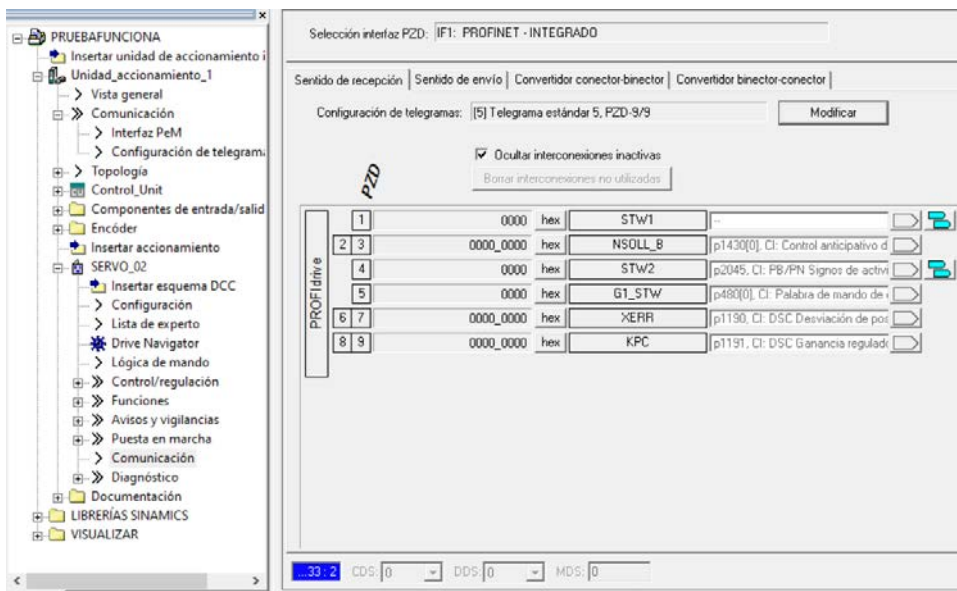 PRUEBAFUNCIONA
Insertar unidad de accionamiento i
Unidad_accionamiento_1
Vista general
Comunicación
Interfaz PeM
Configuración de telegrama
Topología
Control_Unit
Componentes de entrada/salid
Encóder
Insertar accionamiento
SERVO_02
Insertar esquema DCC
Configuración
Lista de experto
Drive Navigator
Lógica de mando
Control/regulación
Funciones
Avisos y vigilancias
Puesta en marcha
Comunicación
Diagnóstico
Documentación
LIBRERÍAS SINAMICS
VISUALIZAR
Selección interfaz PZD: IF1: PROFINET - INTEGRADO
Sentido de recepción Sentido de envío Convertidor conector-binector Convertidor binector-conector
Configuración de telegramas: [5] Telegrama estándar 5, PZD-9/9 Modificar
Ocultar interconexiones inactivas
Borrar interconexiones no utilizadas
PZD
PROFIdrive
1 0000 hex STW1 --
2 3 0000_0000 hex NSOLL_B p1430[0], CI: Control anticipativo d
4 0000 hex STW2 p2045, CI: PB/PN Signos de activi
5 0000 hex G1_STW p480[0], CI: Palabra de mando de
6 7 0000_0000 hex XERR p1190, CI: DSC Desviación de pos
8 9 0000_0000 hex KPC p1191, CI: DSC Ganancia regulado
...33 : 2 CDS: 0 DDS: 0 MDS: 0